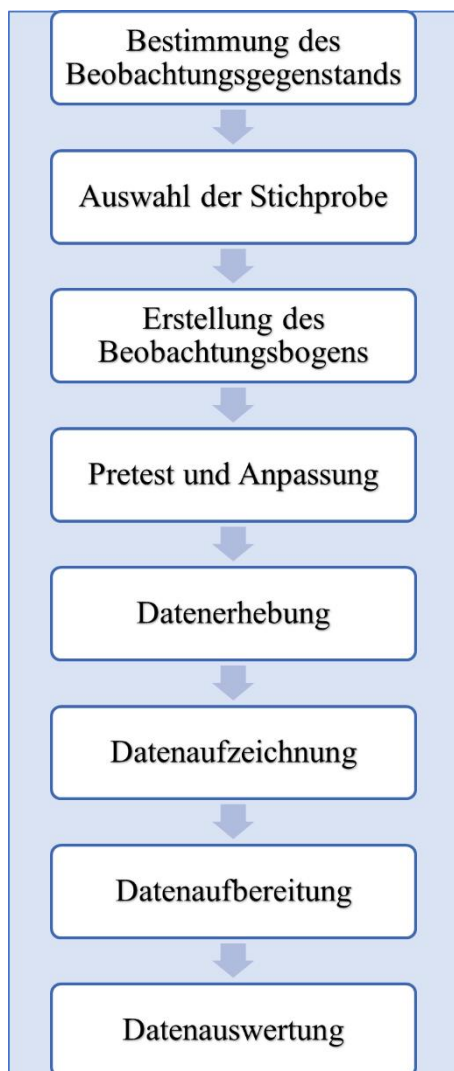 Bestimmung des
Beobachtungsgegenstands
Auswahl der Stichprobe
Erstellung des
Beobachtungsbogens
Pretest und Anpassung
Datenerhebung
Datenaufzeichnung
Datenaufbereitung
Datenauswertung